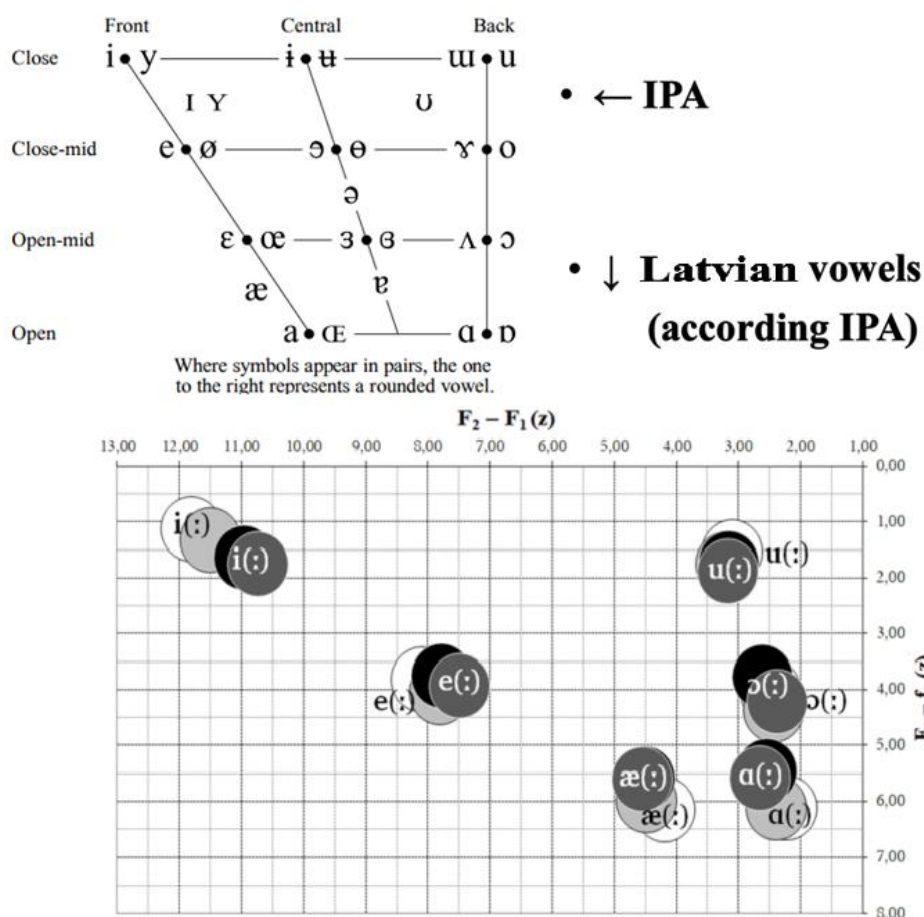 Front Central Back
Close i y ɨ ʉ ɯ u
ɪ ʏ ʊ
• ← IPA
Close-mid e ø ɘ ɵ ɤ o
ə
Open-mid ɛ œ ɜ ɞ ʌ ɔ
• ↓ Latvian vowels
æ ɐ
(according IPA)
Open a ɶ ɑ ɒ
Where symbols appear in pairs, the one
to the right represents a rounded vowel.
F₂ – F₁ (z)
13,00 12,00 11,00 10,00 9,00 8,00 7,00 6,00 5,00 4,00 3,00 2,00 1,00
0,00
1,00
i(ː)
u(ː)
i(ː)
u(ː)
2,00
3,00
e(ː)
ɔ(ː)
e(ː)
ɔ(ː)
4,00
5,00
æ(ː)
ɑ(ː)
6,00
æ(ː)
ɑ(ː)
7,00
8,00